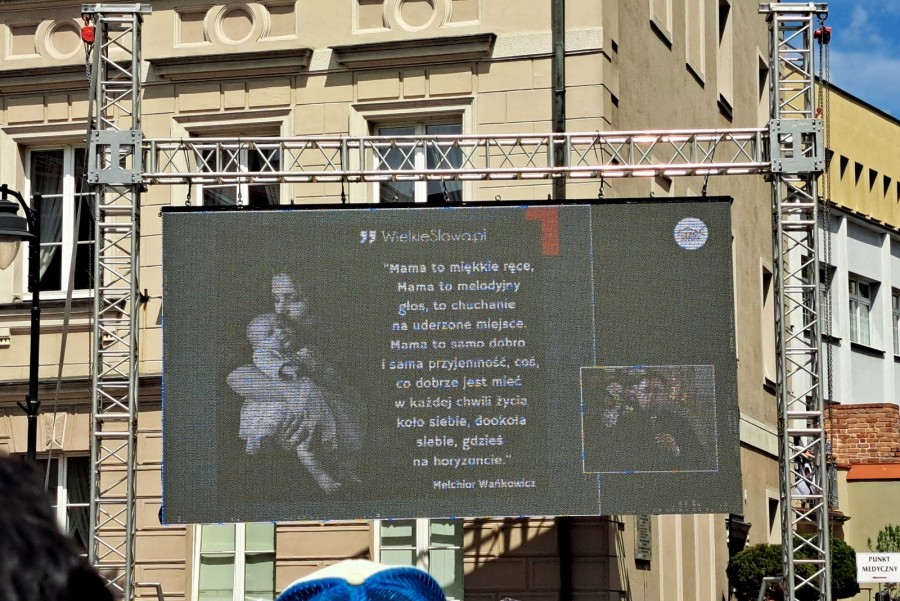 WielkieSlowa.pl
"Mama to miękkie ręce,
Mama to melodyjny
głos, to chuchanie
na uderzone miejsce.
Mama to samo dobro
i sama przyjemność, coś,
co dobrze jest mieć
w każdej chwili życia
koło siebie, dookoła
siebie, gdzieś
na horyzoncie."
Melchior Wańkowicz
PUNKT
MEDYCZNY